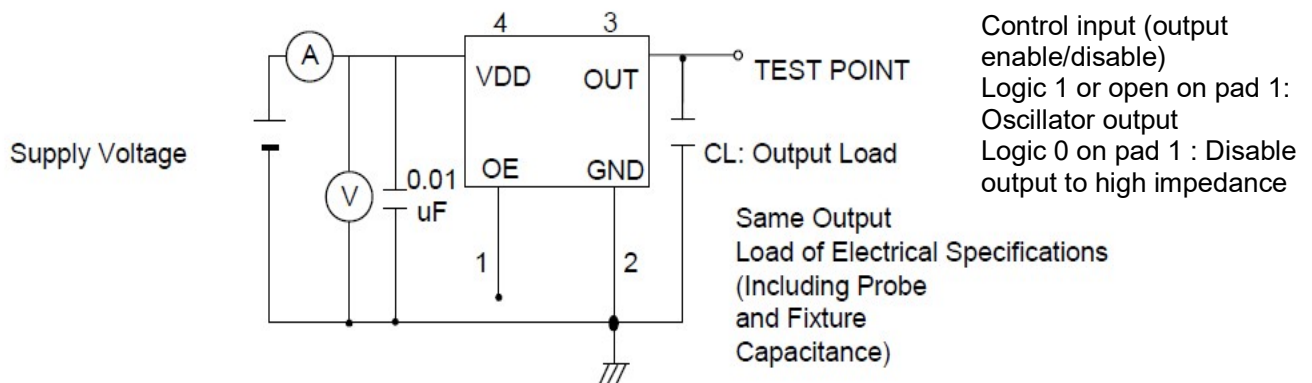 4 3
A
VDD OUT
TEST POINT
Supply Voltage
CL: Output Load
OE GND
V
0.01
uF
1 2
Same Output
Load of Electrical Specifications
(Including Probe
and Fixture
Capacitance)
Control input (output
enable/disable)
Logic 1 or open on pad 1:
Oscillator output
Logic 0 on pad 1 : Disable
output to high impedance